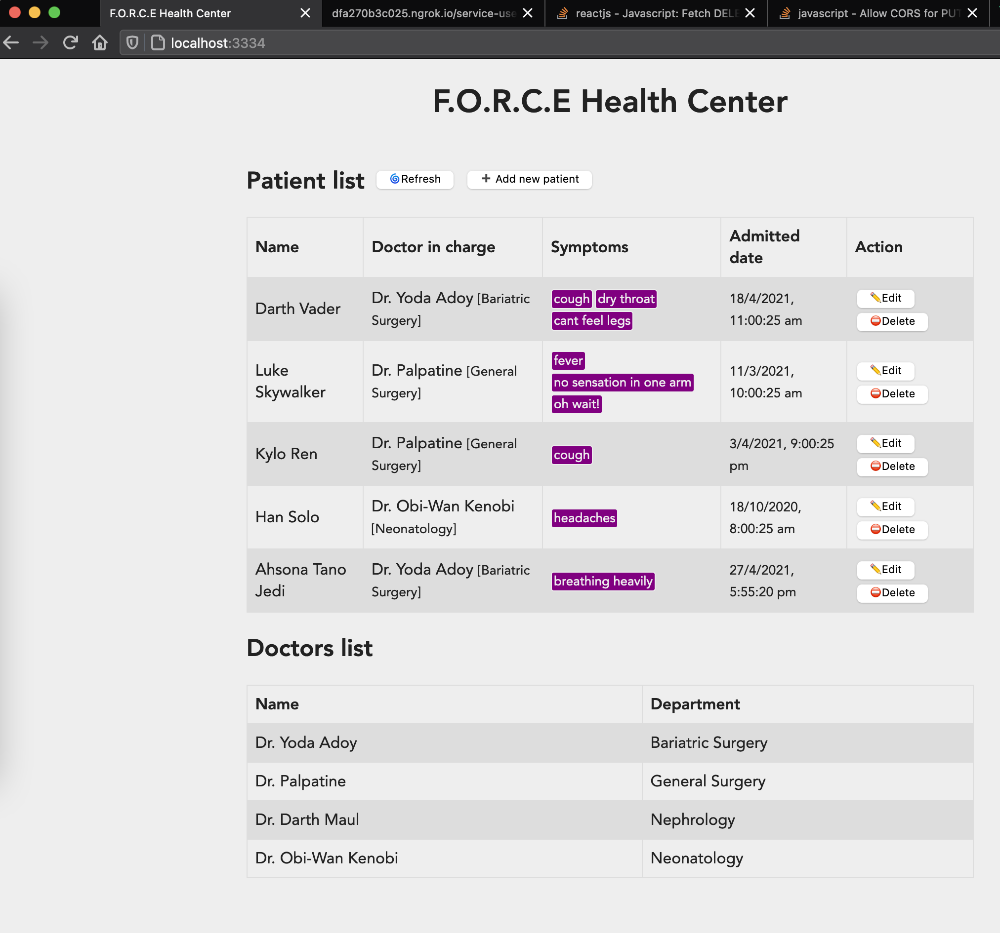 F.O.R.C.E Health Center
dfa270b3c025.ngrok.io/service-use
reactjs - Javascript: Fetch DELE
javascript - Allow CORS for PUT
localhost:3334
F.O.R.C.E Health Center
Patient list
Refresh
Add new patient
Name
Doctor in charge
Symptoms
Admitted
date
Action
Darth Vader
Dr. Yoda Adoy [Bariatric
Surgery]
cough dry throat
cant feel legs
18/4/2021,
11:00:25 am
Edit
Delete
Luke
Skywalker
Dr. Palpatine [General
Surgery]
fever
no sensation in one arm
oh wait!
11/3/2021,
10:00:25 am
Edit
Delete
Kylo Ren
Dr. Palpatine [General
Surgery]
cough
3/4/2021, 9:00:25
pm
Edit
Delete
Han Solo
Dr. Obi-Wan Kenobi
[Neonatology]
headaches
18/10/2020,
8:00:25 am
Edit
Delete
Ahsona Tano
Jedi
Dr. Yoda Adoy [Bariatric
Surgery]
breathing heavily
27/4/2021,
5:55:20 pm
Edit
Delete
Doctors list
Name
Department
Dr. Yoda Adoy
Bariatric Surgery
Dr. Palpatine
General Surgery
Dr. Darth Maul
Nephrology
Dr. Obi-Wan Kenobi
Neonatology